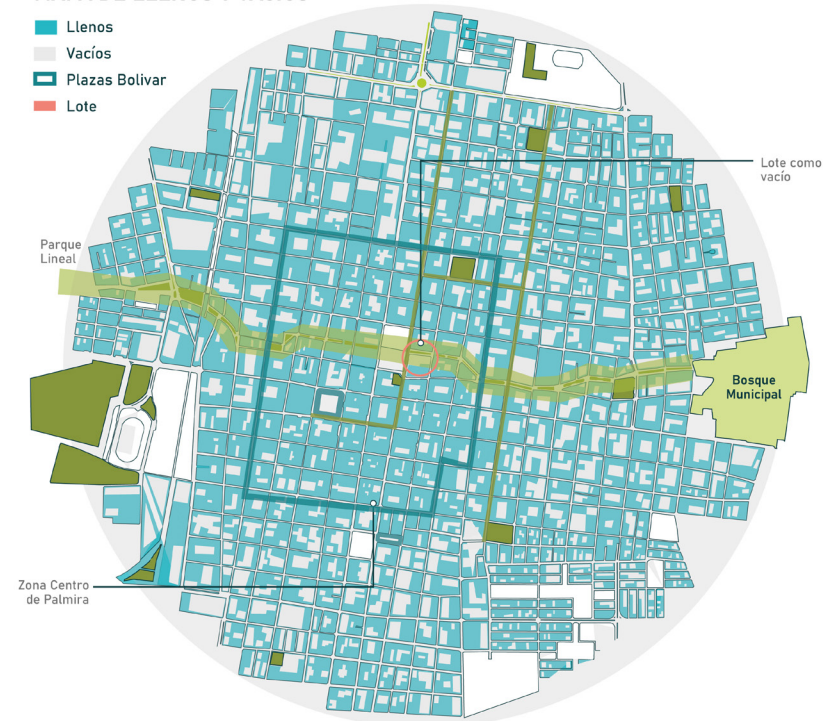 Llenos
Vacíos
Plazas Bolivar
Lote
Lote como
vacío
Parque
Lineal
Bosque
Municipal
Zona Centro
de Palmira